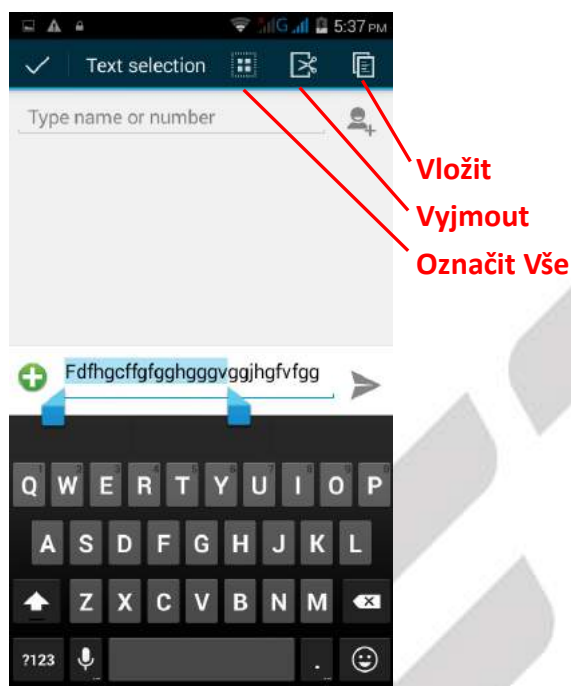 G 5:37 PM
Text selection
Type name or number
Vložit
Vyjmout
Označit Vše
Fdfhgcffgfgghgggvggjhgfvfgg
Q W E R T Y U I O P
A S D F G H J K L
Z X C V B N M
?123 .